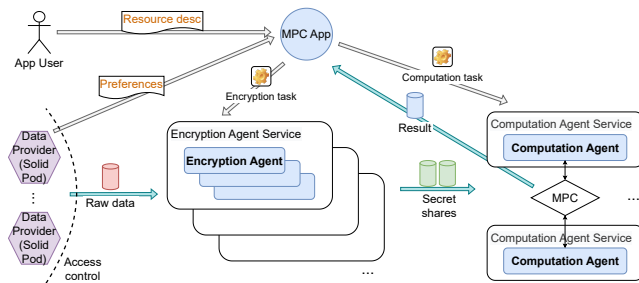 Resource desc
App User
MPC App
Preferences
Encryption task
Computation task
Data
Provider
(Solid
Pod)
...
Data
Provider
(Solid
Pod)
Raw data
Access
control
Encryption Agent Service
Encryption Agent
...
Result
Secret
shares
Computation Agent Service
Computation Agent
MPC
...
Computation Agent Service
Computation Agent